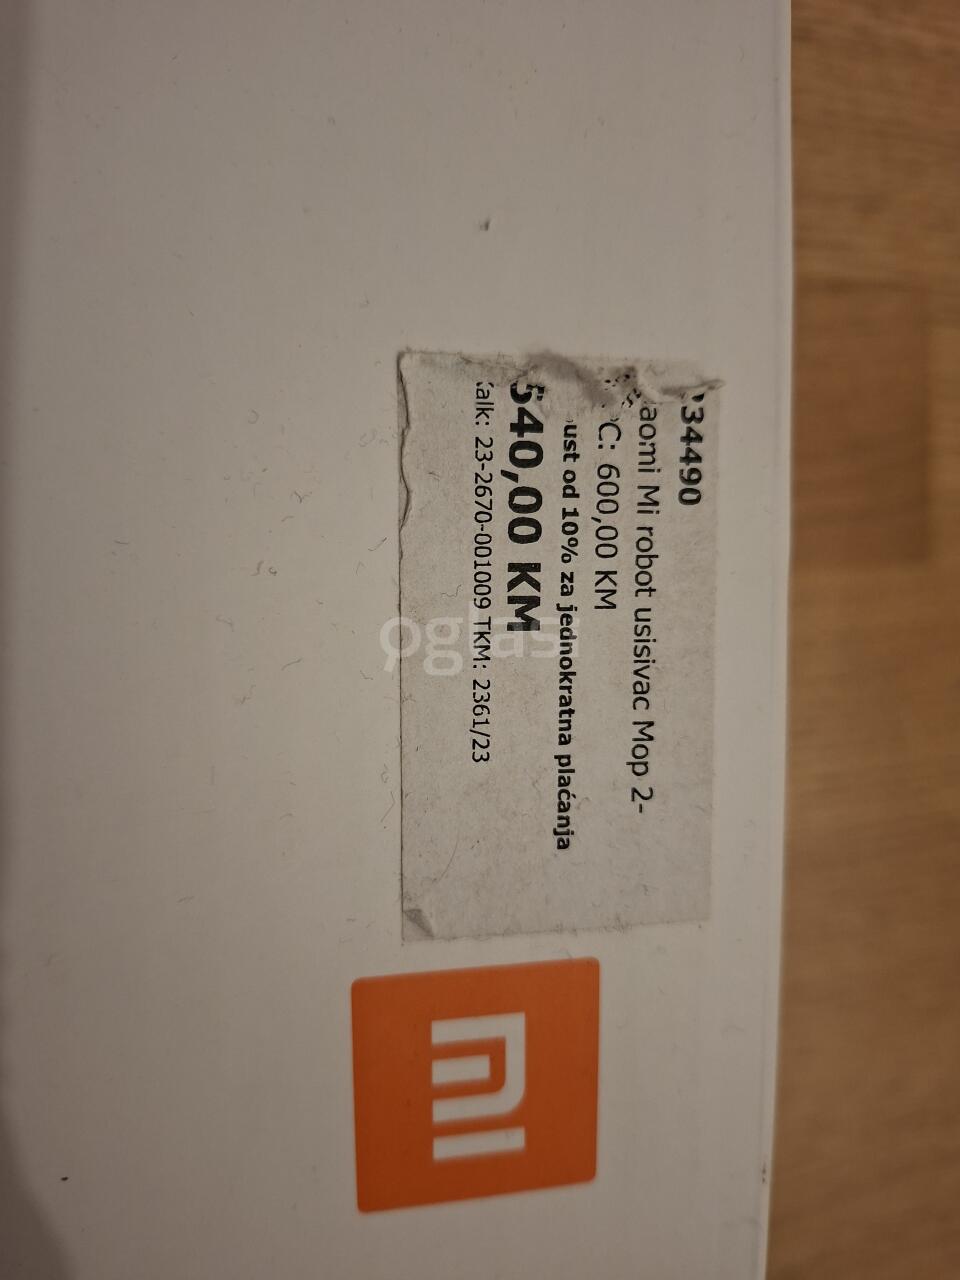 34490
aomi Mi robot usisivac Mop 2-
C: 600,00 KM
ust od 10% za jednokratna plaćanja
540,00 KM
alk: 23-2670-001009 TKM: 2361/23
oglasi
mi